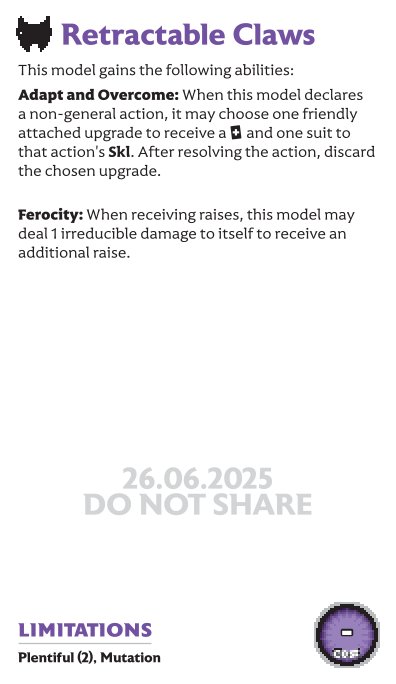 Retractable Claws
This model gains the following abilities:
Adapt and Overcome: When this model declares
a non-general action, it may choose one friendly
attached upgrade to receive a + and one suit to
that action's Skl. After resolving the action, discard
the chosen upgrade.
Ferocity: When receiving raises, this model may
deal 1 irreducible damage to itself to receive an
additional raise.
26.06.2025
DO NOT SHARE
LIMITATIONS
Plentiful (2), Mutation
-